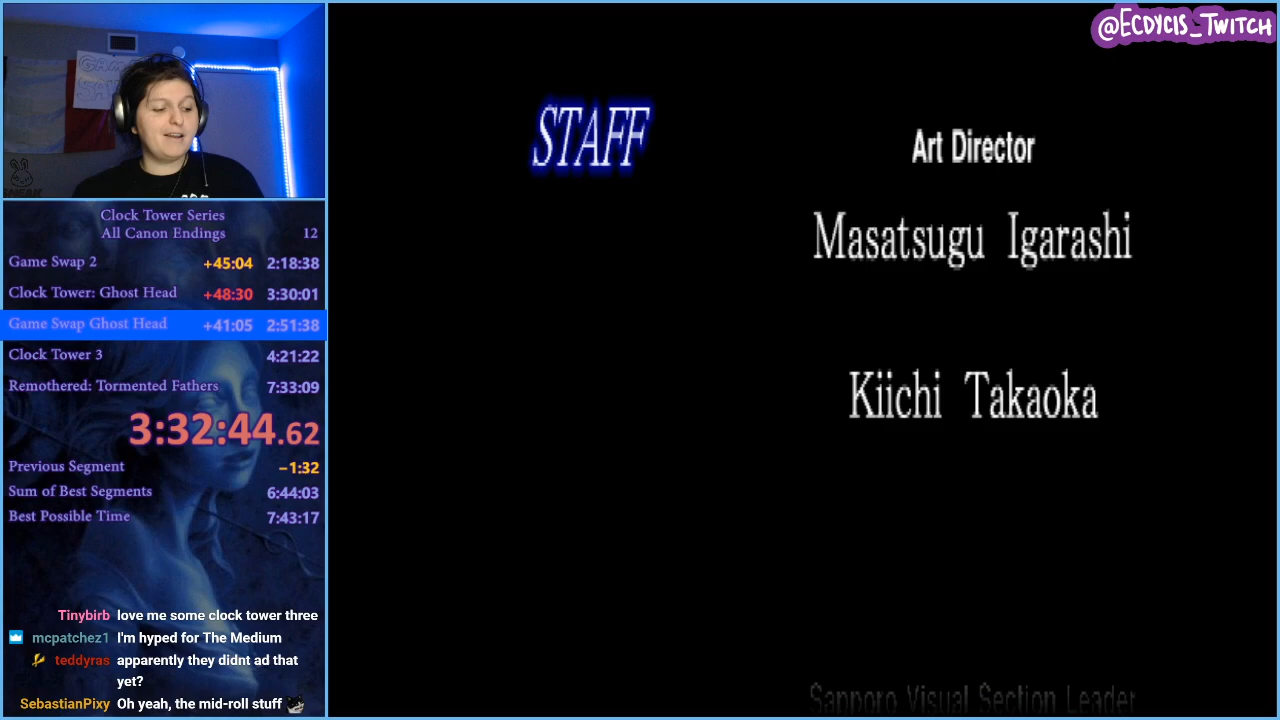 @ECDYCIS_TWITCH
STAFF
Art Director
Masatsugu Igarashi
Kiichi Takaoka
Sapporo Visual Section Leader
Clock Tower Series
All Canon Endings 12
Game Swap 2 +45:04 2:18:38
Clock Tower: Ghost Head +48:30 3:30:01
Game Swap Ghost Head +41:05 2:51:38
Clock Tower 3 4:21:22
Remothered: Tormented Fathers 7:33:09
3:32:44.62
Previous Segment −1:32
Sum of Best Segments 6:44:03
Best Possible Time 7:43:17
Tinybirb love me some clock tower three
mcpatchez1 I'm hyped for The Medium
teddyras apparently they didnt ad that
yet?
SebastianPixy Oh yeah, the mid-roll stuff